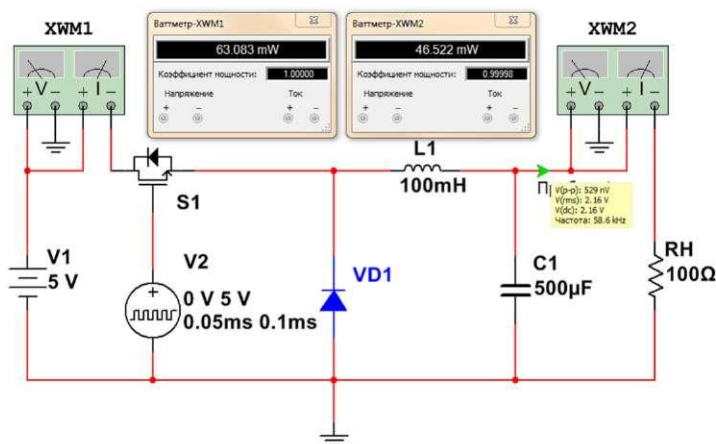 XWM1
Ваттметр-XWM1
63.083 mW
Коэффициент мощности: 1.00000
Напряжение Ток
+ − + −
Ваттметр-XWM2
46.522 mW
Коэффициент мощности: 0.99998
Напряжение Ток
+ − + −
XWM2
+ V − + I −
+ V − + I −
S1
L1
100mH
V(p-p): 529 nV
V(rms): 2.16 V
V(dc): 2.16 V
Частота: 58.6 kHz
V1
5 V
V2
0 V 5 V
0.05ms 0.1ms
VD1
C1
500µF
RH
100Ω